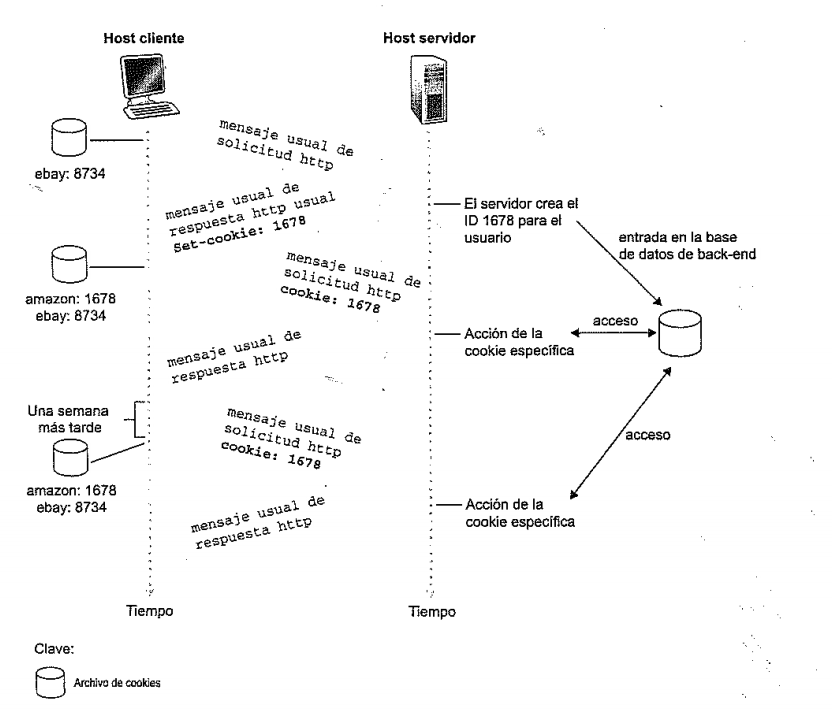 Host cliente
Host servidor
mensaje usual de
solicitud http
ebay: 8734
mensaje usual de
respuesta http usual
Set-cookie: 1678
El servidor crea el
ID 1678 para el
usuario
entrada en la base
de datos de back-end
mensaje usual de
solicitud http
cookie: 1678
amazon: 1678
ebay: 8734
acceso
Acción de la
cookie específica
mensaje usual de
respuesta http
Una semana
más tarde
mensaje usual de
solicitud http
cookie: 1678
acceso
amazon: 1678
ebay: 8734
mensaje usual de
respuesta http
Acción de la
cookie específica
Tiempo
Tiempo
Clave:
Archivo de cookies